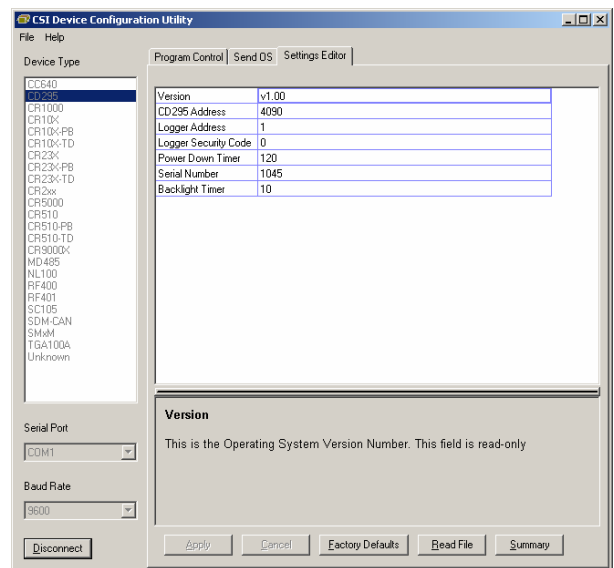 CSI Device Configuration Utility
File Help
Device Type
CC640
CD295
CR1000
CR10X
CR10X-PB
CR10X-TD
CR23X
CR23X-PB
CR23X-TD
CR2xx
CR5000
CR510
CR510-PB
CR510-TD
CR9000X
MD485
NL100
RF400
RF401
SC105
SDM-CAN
SMxM
TGA100A
Unknown
Serial Port
COM1
Baud Rate
9600
Disconnect
Program Control Send OS Settings Editor
Version v1.00
CD295 Address 4090
Logger Address 1
Logger Security Code 0
Power Down Timer 120
Serial Number 1045
Backlight Timer 10
Version
This is the Operating System Version Number. This field is read-only
Apply Cancel Factory Defaults Read File Summary